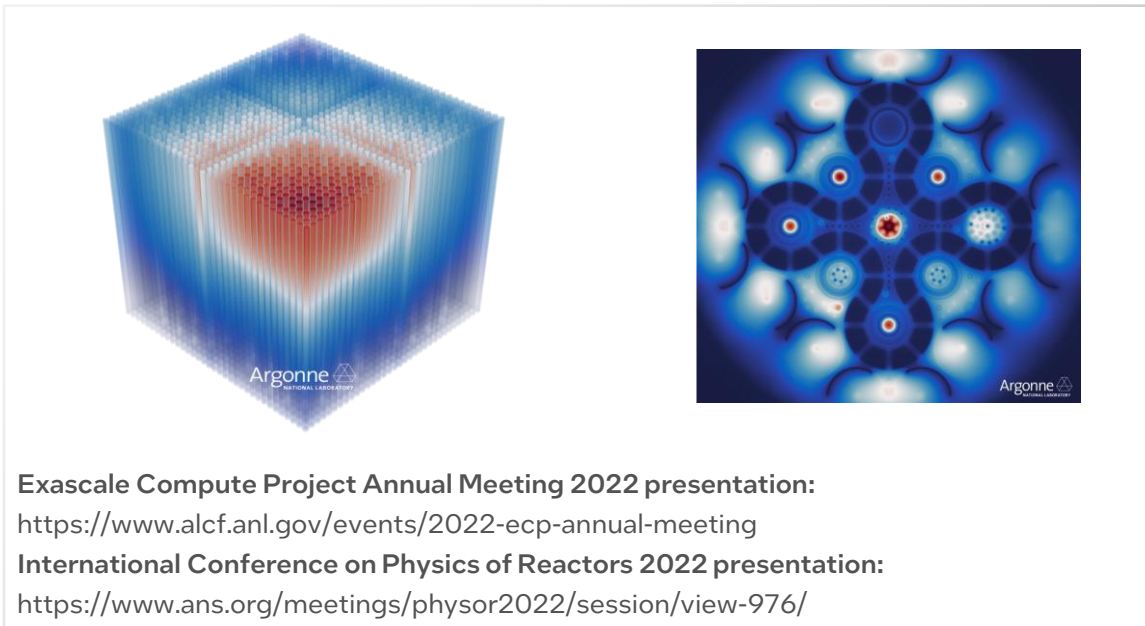 Argonne
NATIONAL LABORATORY
Argonne
NATIONAL LABORATORY
Exascale Compute Project Annual Meeting 2022 presentation:
https://www.alcf.anl.gov/events/2022-ecp-annual-meeting
International Conference on Physics of Reactors 2022 presentation:
https://www.ans.org/meetings/physor2022/session/view-976/